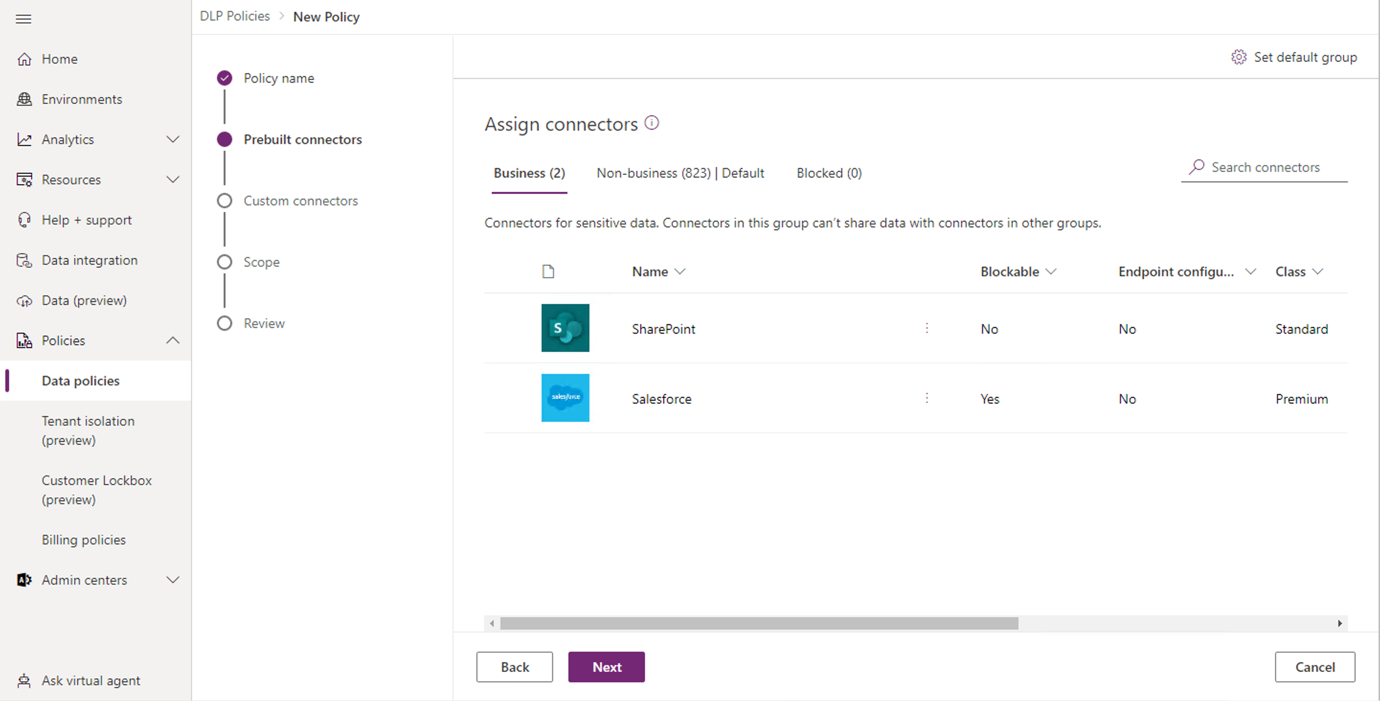 DLP Policies > New Policy
Home
Environments
Analytics
Resources
Help + support
Data integration
Data (preview)
Policies
Data policies
Tenant isolation
(preview)
Customer Lockbox
(preview)
Billing policies
Admin centers
Ask virtual agent
Policy name
Prebuilt connectors
Custom connectors
Scope
Review
Set default group
Assign connectors
Business (2) Non-business (823) | Default Blocked (0)
Search connectors
Connectors for sensitive data. Connectors in this group can't share data with connectors in other groups.
Name Blockable Endpoint configu... Class
S SharePoint No No Standard
salesforce Salesforce Yes No Premium
Back Next Cancel